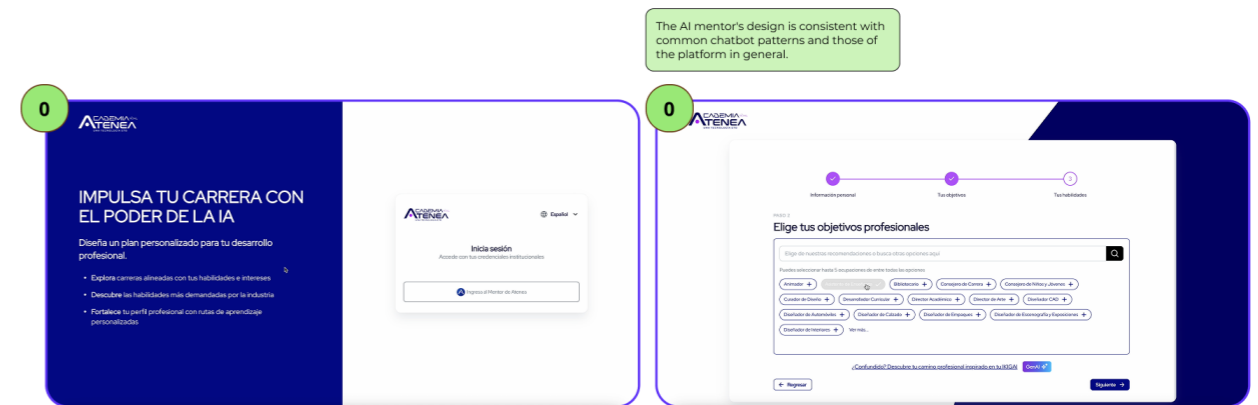 The AI mentor's design is consistent with
common chatbot patterns and those of
the platform in general.
0
ACADEMIA
ATENEA
IMPULSA TU CARRERA CON
EL PODER DE LA IA
Diseña un plan personalizado para tu desarrollo
profesional.
• Explora carreras alineadas con tus habilidades e intereses
• Descubre las habilidades más demandadas por la industria
• Fortalece tu perfil profesional con rutas de aprendizaje
personalizadas
ACADEMIA
ATENEA
Español
Inicia sesión
Accede con tus credenciales institucionales
Ingresa al Mentor de Atenea
0
ACADEMIA
ATENEA
Información personal
Tus objetivos
3
Tus habilidades
PASO 2
Elige tus objetivos profesionales
Elige de nuestras recomendaciones o busca otras opciones aquí
Puedes seleccionar hasta 5 ocupaciones de entre todas las opciones
Animador + Bibliotecario + Consejero de Carrera + Consejero de Niños y Jóvenes +
Curador de Diseño + Desarrollador Curricular + Director Académico + Director de Arte + Diseñador CAD +
Diseñador de Automóviles + Diseñador de Calzado + Diseñador de Empaques + Diseñador de Escenografía y Exposiciones +
Diseñador de Interiores + Ver más...
¿Confundido? Descubre tu camino profesional inspirado en tu IKIGAI GenAI
← Regresar
Siguiente →